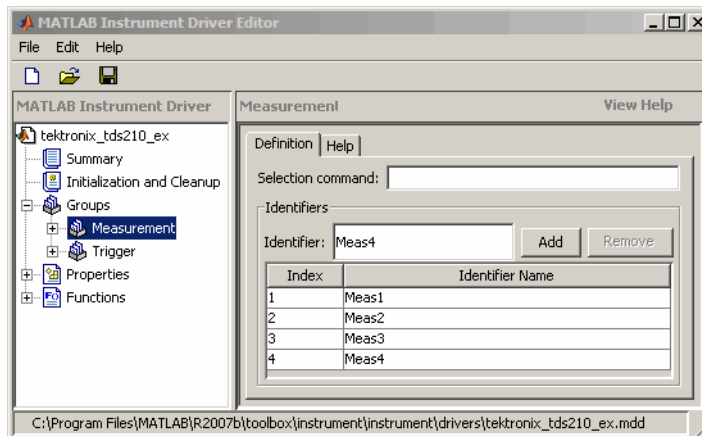 MATLAB Instrument Driver Editor
File Edit Help
MATLAB Instrument Driver
Measurement
View Help
tektronix_tds210_ex
Summary
Initialization and Cleanup
Groups
Measurement
Trigger
Properties
Functions
Definition Help
Selection command:
Identifiers
Identifier: Meas4 Add Remove
Index Identifier Name
1 Meas1
2 Meas2
3 Meas3
4 Meas4
C:\Program Files\MATLAB\R2007b\toolbox\instrument\instrument\drivers\tektronix_tds210_ex.mdd